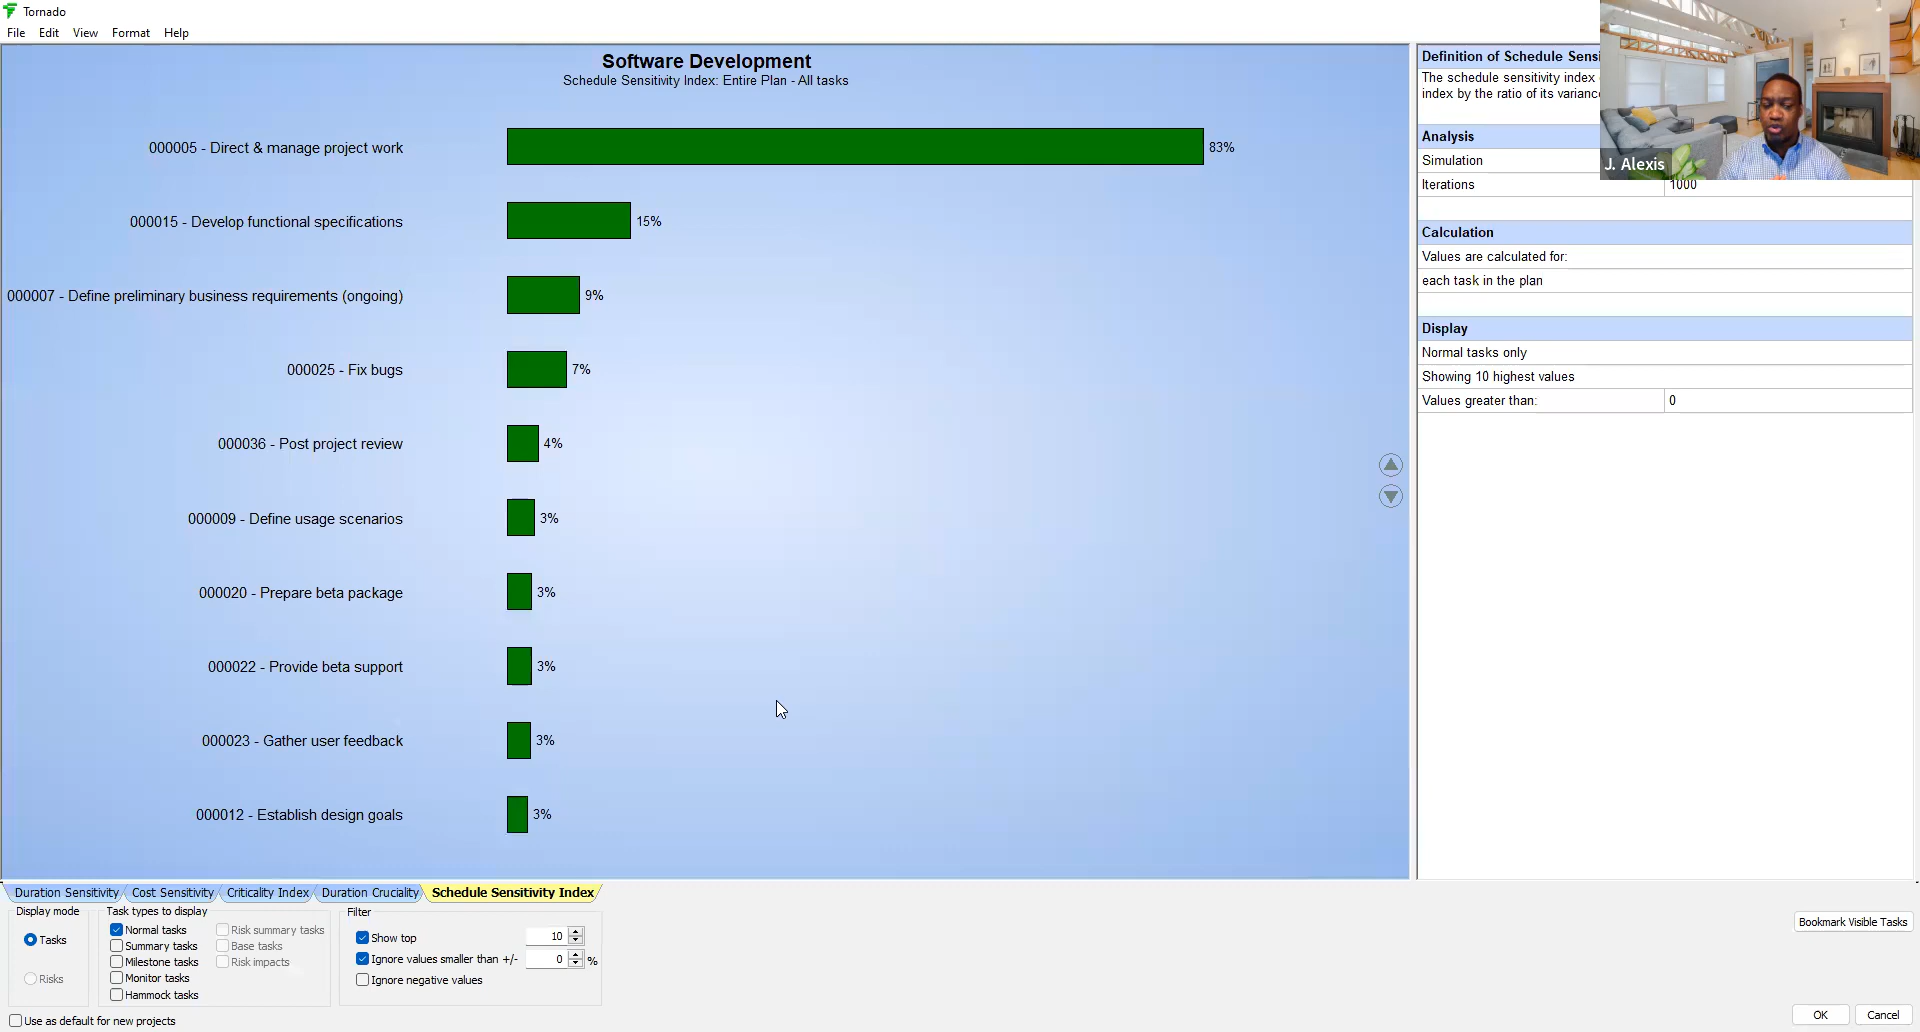 Tornado
File Edit View Format Help
Software Development
Schedule Sensitivity Index: Entire Plan - All tasks
000005 - Direct & manage project work 83%
000015 - Develop functional specifications 15%
000007 - Define preliminary business requirements (ongoing) 9%
000025 - Fix bugs 7%
000036 - Post project review 4%
000009 - Define usage scenarios 3%
000020 - Prepare beta package 3%
000022 - Provide beta support 3%
000023 - Gather user feedback 3%
000012 - Establish design goals 3%
Definition of Schedule
The schedule sensitivity index
index by the ratio of its variance
Analysis
Simulation
Iterations 1000
Calculation
Values are calculated for:
each task in the plan
Display
Normal tasks only
Showing 10 highest values
Values greater than: 0
J. Alexis
Duration Sensitivity Cost Sensitivity Criticality Index Duration Cruciality Schedule Sensitivity Index
Display mode
Tasks
Risks
Task types to display
Normal tasks Risk summary tasks
Summary tasks Base tasks
Milestone tasks Risk impacts
Monitor tasks
Hammock tasks
Filter
Show top 10
Ignore values smaller than +/- 0 %
Ignore negative values
Bookmark Visible Tasks
Use as default for new projects
OK Cancel